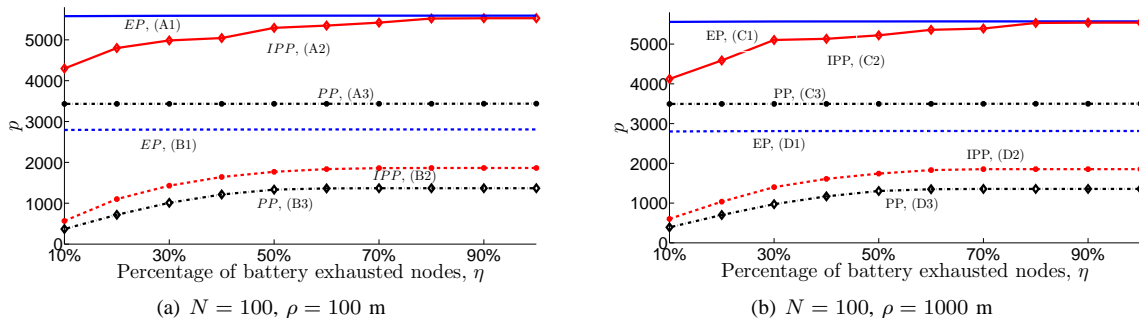 5000
4000
3000
2000
1000
0
p
EP, (A1)
IPP, (A2)
PP, (A3)
EP, (B1)
IPP, (B2)
PP, (B3)
10% 30% 50% 70% 90%
Percentage of battery exhausted nodes, η
(a) N = 100, ρ = 100 m
5000
4000
3000
2000
1000
0
p
EP, (C1)
IPP, (C2)
PP, (C3)
EP, (D1)
IPP, (D2)
PP, (D3)
10% 30% 50% 70% 90%
Percentage of battery exhausted nodes, η
(b) N = 100, ρ = 1000 m